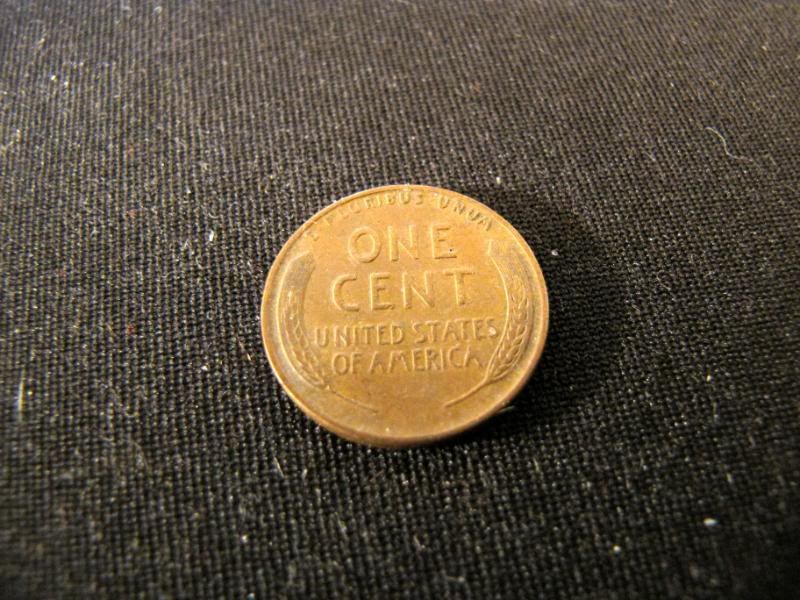 E PLURIBUS UNUM
ONE
CENT
UNITED STATES
OF AMERICA